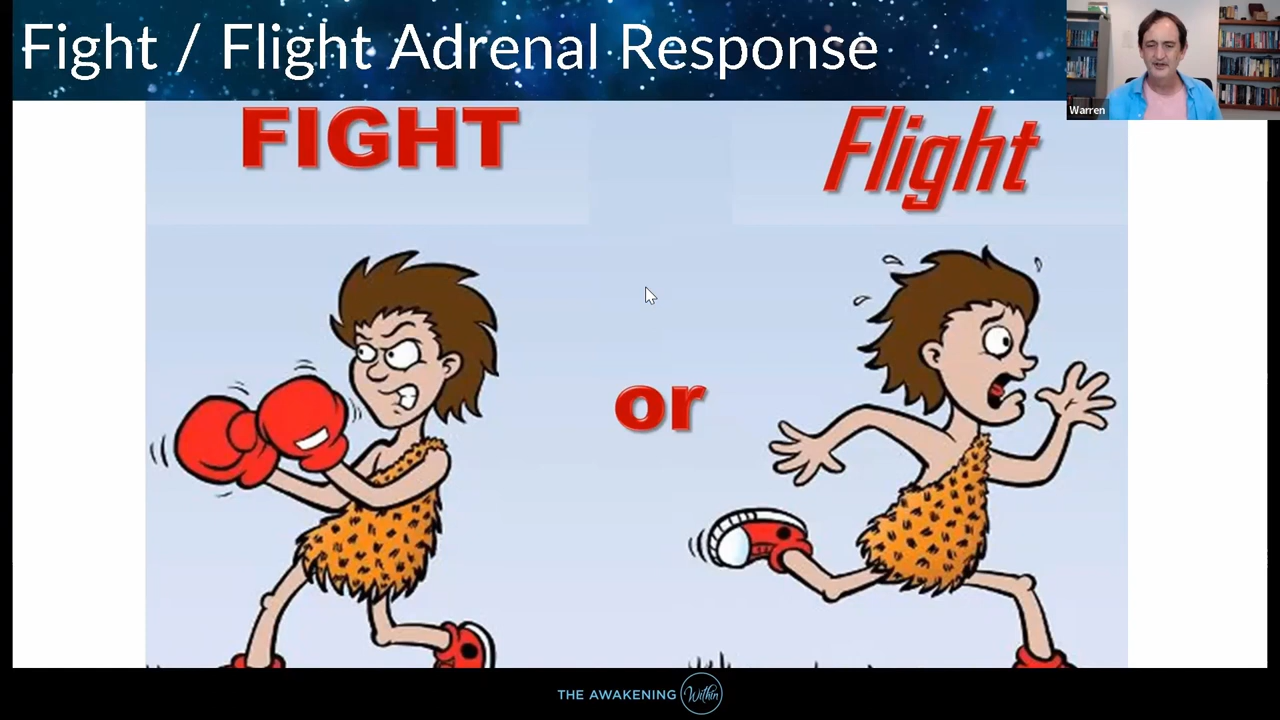 Fight / Flight Adrenal Response
Warren
FIGHT
Flight
or
THE AWAKENING Within